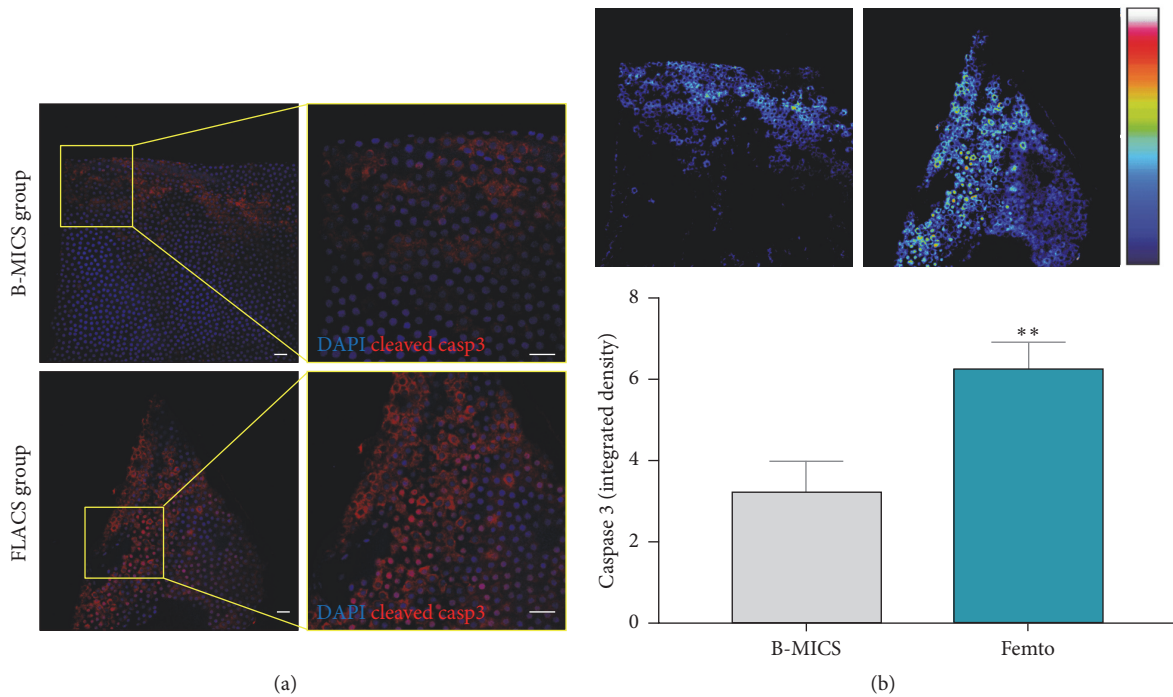 B-MICS group
DAPI cleaved casp3
FLACS group
DAPI cleaved casp3
(a)
Caspase 3 (integrated density)
8
6
4
2
0
**
B-MICS
Femto
(b)